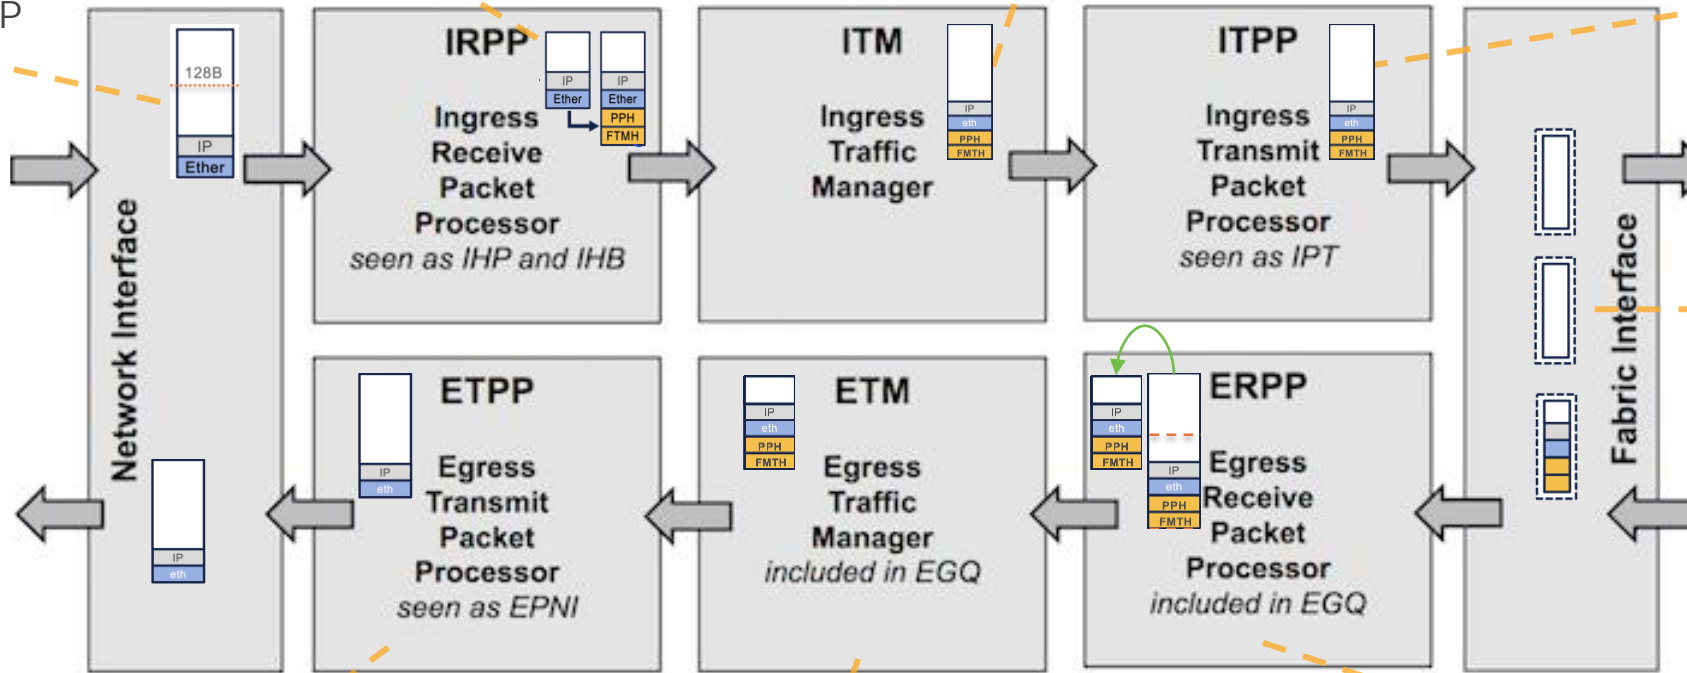 P
128B
IP
Ether
Network Interface
IRPP
IP
Ether
IP
Ether
PPH
FTMH
Ingress
Receive
Packet
Processor
seen as IHP and IHB
ITM
IP
eth
PPH
FMTH
Ingress
Traffic
Manager
ITPP
IP
eth
PPH
FMTH
Ingress
Transmit
Packet
Processor
seen as IPT
Fabric Interface
ETPP
IP
eth
Egress
Transmit
Packet
Processor
seen as EPNI
IP
eth
ETM
IP
eth
PPH
FMTH
Egress
Traffic
Manager
included in EGQ
ERPP
IP
eth
PPH
FMTH
IP
eth
PPH
FMTH
Egress
Receive
Packet
Processor
included in EGQ